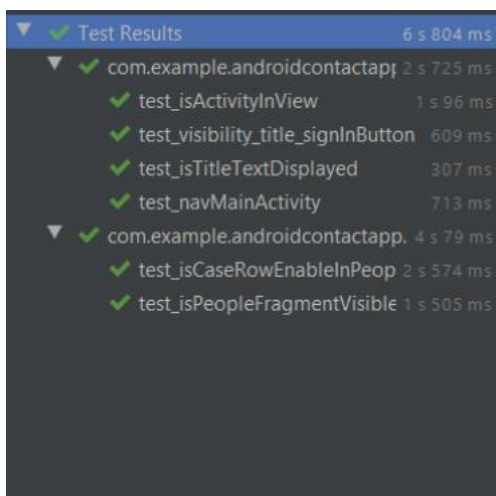 Test Results 6 s 804 ms
com.example.androidcontactapp 2 s 725 ms
test_isActivityInView 1 s 96 ms
test_visibility_title_signInButton 609 ms
test_isTitleTextDisplayed 307 ms
test_navMainActivity 713 ms
com.example.androidcontactapp. 4 s 79 ms
test_isCaseRowEnableInPeop 2 s 574 ms
test_isPeopleFragmentVisible 1 s 505 ms